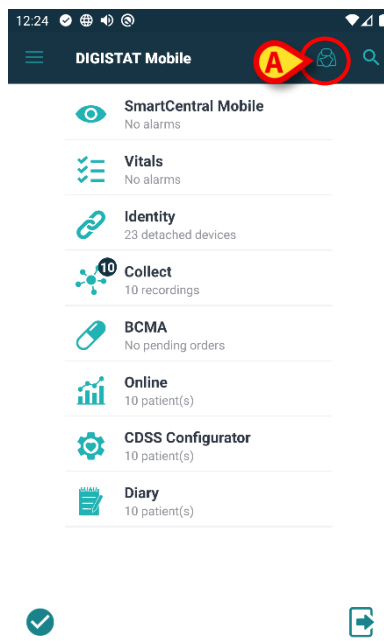 12:24
DIGISTAT Mobile
A
SmartCentral Mobile
No alarms
Vitals
No alarms
Identity
23 detached devices
10
Collect
10 recordings
BCMA
No pending orders
Online
10 patient(s)
CDSS Configurator
10 patient(s)
Diary
10 patient(s)